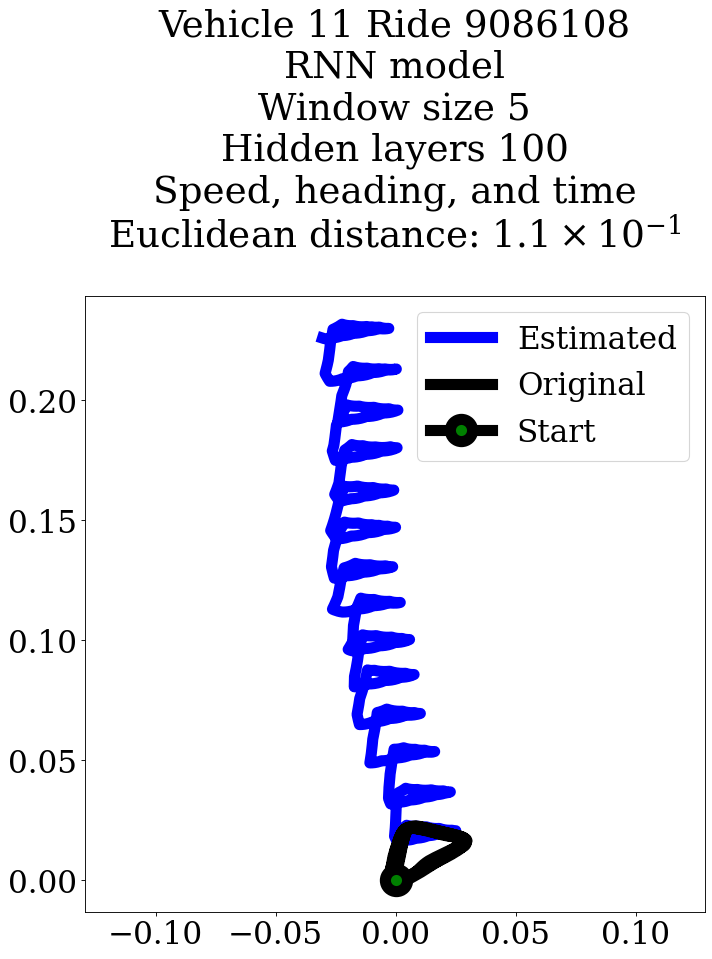 Vehicle 11 Ride 9086108
RNN model
Window size 5
Hidden layers 100
Speed, heading, and time
Euclidean distance: $1.1 \times 10^{-1}$
Estimated
Original
Start
0.20
0.15
0.10
0.05
0.00
−0.10 −0.05 0.00 0.05 0.10